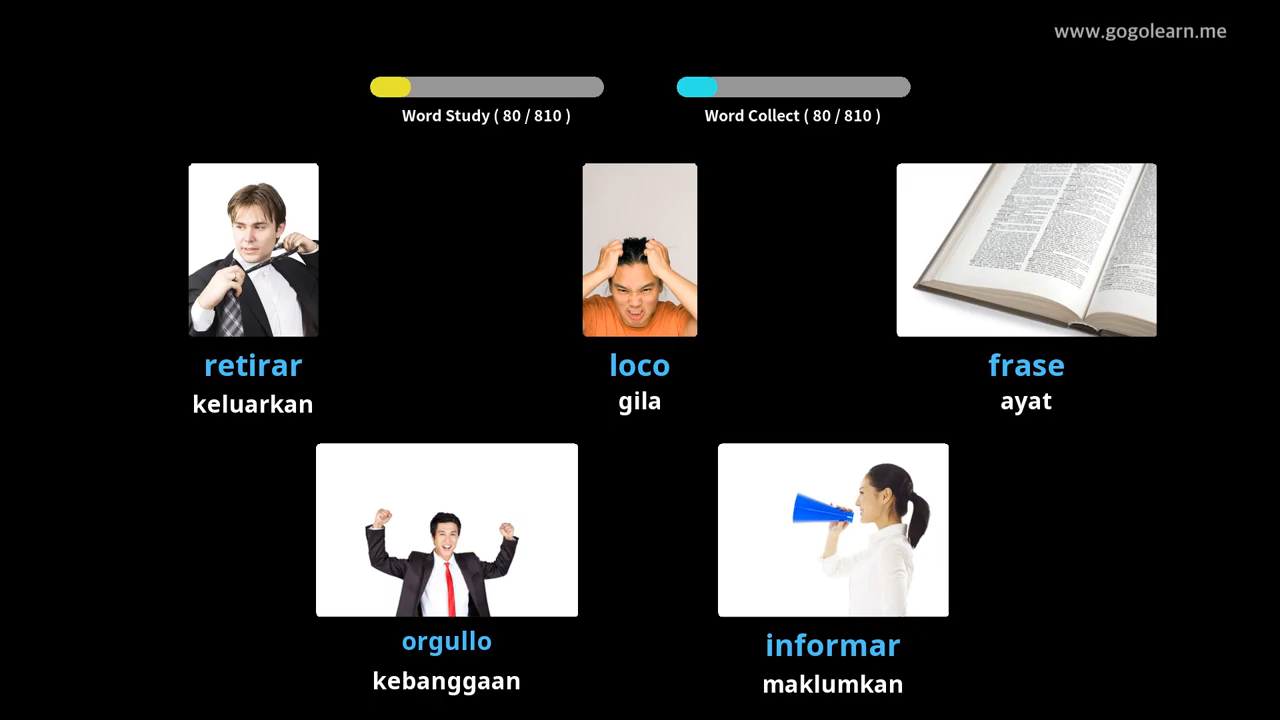 www.gogolearn.me
Word Study ( 80 / 810 )
Word Collect ( 80 / 810 )
retirar
keluarkan
loco
gila
frase
ayat
orgullo
kebanggaan
informar
maklumkan